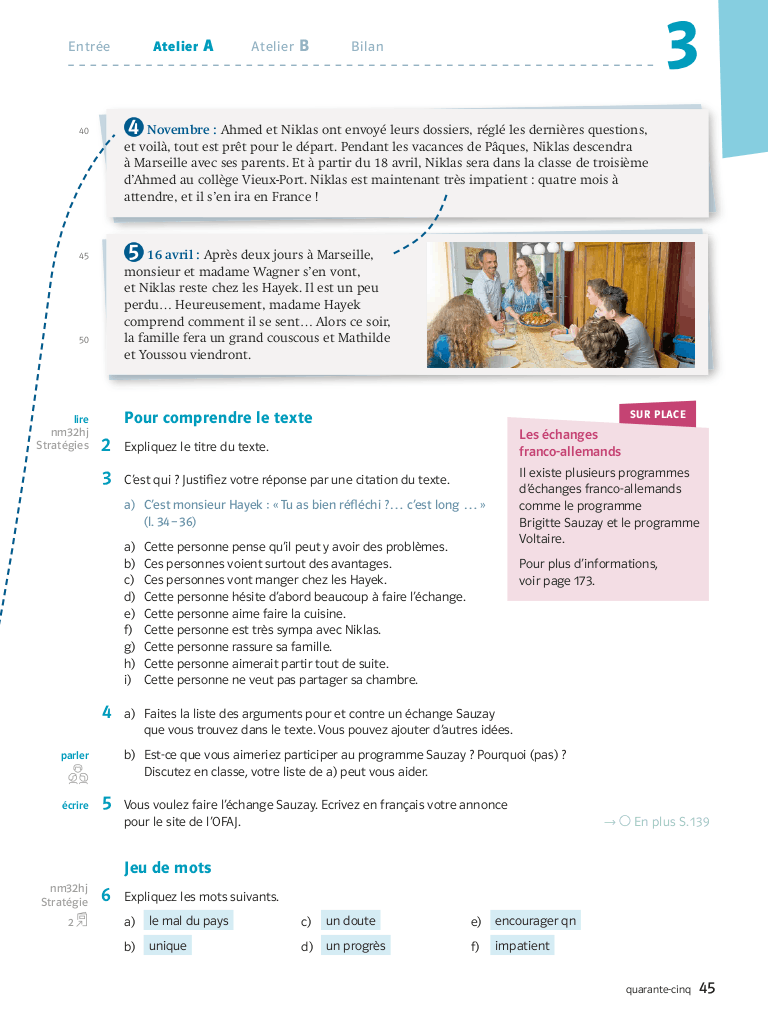 Entrée Atelier A Atelier B Bilan 3
40 4 Novembre : Ahmed et Niklas ont envoyé leurs dossiers, réglé les dernières questions,
et voilà, tout est prêt pour le départ. Pendant les vacances de Pâques, Niklas descendra
à Marseille avec ses parents. Et à partir du 18 avril, Niklas sera dans la classe de troisième
d’Ahmed au collège Vieux-Port. Niklas est maintenant très impatient : quatre mois à
attendre, et il s’en ira en France !
45 5 16 avril : Après deux jours à Marseille,
monsieur et madame Wagner s’en vont,
et Niklas reste chez les Hayek. Il est un peu
perdu… Heureusement, madame Hayek
comprend comment il se sent… Alors ce soir,
50 la famille fera un grand couscous et Mathilde
et Youssou viendront.
lire
nm32hj
Stratégies
Pour comprendre le texte
2 Expliquez le titre du texte.
3 C’est qui ? Justifiez votre réponse par une citation du texte.
a) C’est monsieur Hayek : « Tu as bien réfléchi ?… c’est long … »
(l. 34 – 36)
a) Cette personne pense qu’il peut y avoir des problèmes.
b) Ces personnes voient surtout des avantages.
c) Ces personnes vont manger chez les Hayek.
d) Cette personne hésite d’abord beaucoup à faire l’échange.
e) Cette personne aime faire la cuisine.
f) Cette personne est très sympa avec Niklas.
g) Cette personne rassure sa famille.
h) Cette personne aimerait partir tout de suite.
i) Cette personne ne veut pas partager sa chambre.
SUR PLACE
Les échanges
franco-allemands
Il existe plusieurs programmes
d’échanges franco-allemands
comme le programme
Brigitte Sauzay et le programme
Voltaire.
Pour plus d’informations,
voir page 173.
4 a) Faites la liste des arguments pour et contre un échange Sauzay
que vous trouvez dans le texte. Vous pouvez ajouter d’autres idées.
parler b) Est-ce que vous aimeriez participer au programme Sauzay ? Pourquoi (pas) ?
Discutez en classe, votre liste de a) peut vous aider.
écrire 5 Vous voulez faire l’échange Sauzay. Ecrivez en français votre annonce
pour le site de l’OFAJ. → En plus S.139
Jeu de mots
nm32hj
Stratégie
2
6 Expliquez les mots suivants.
a) le mal du pays c) un doute e) encourager qn
b) unique d) un progrès f) impatient
quarante-cinq 45